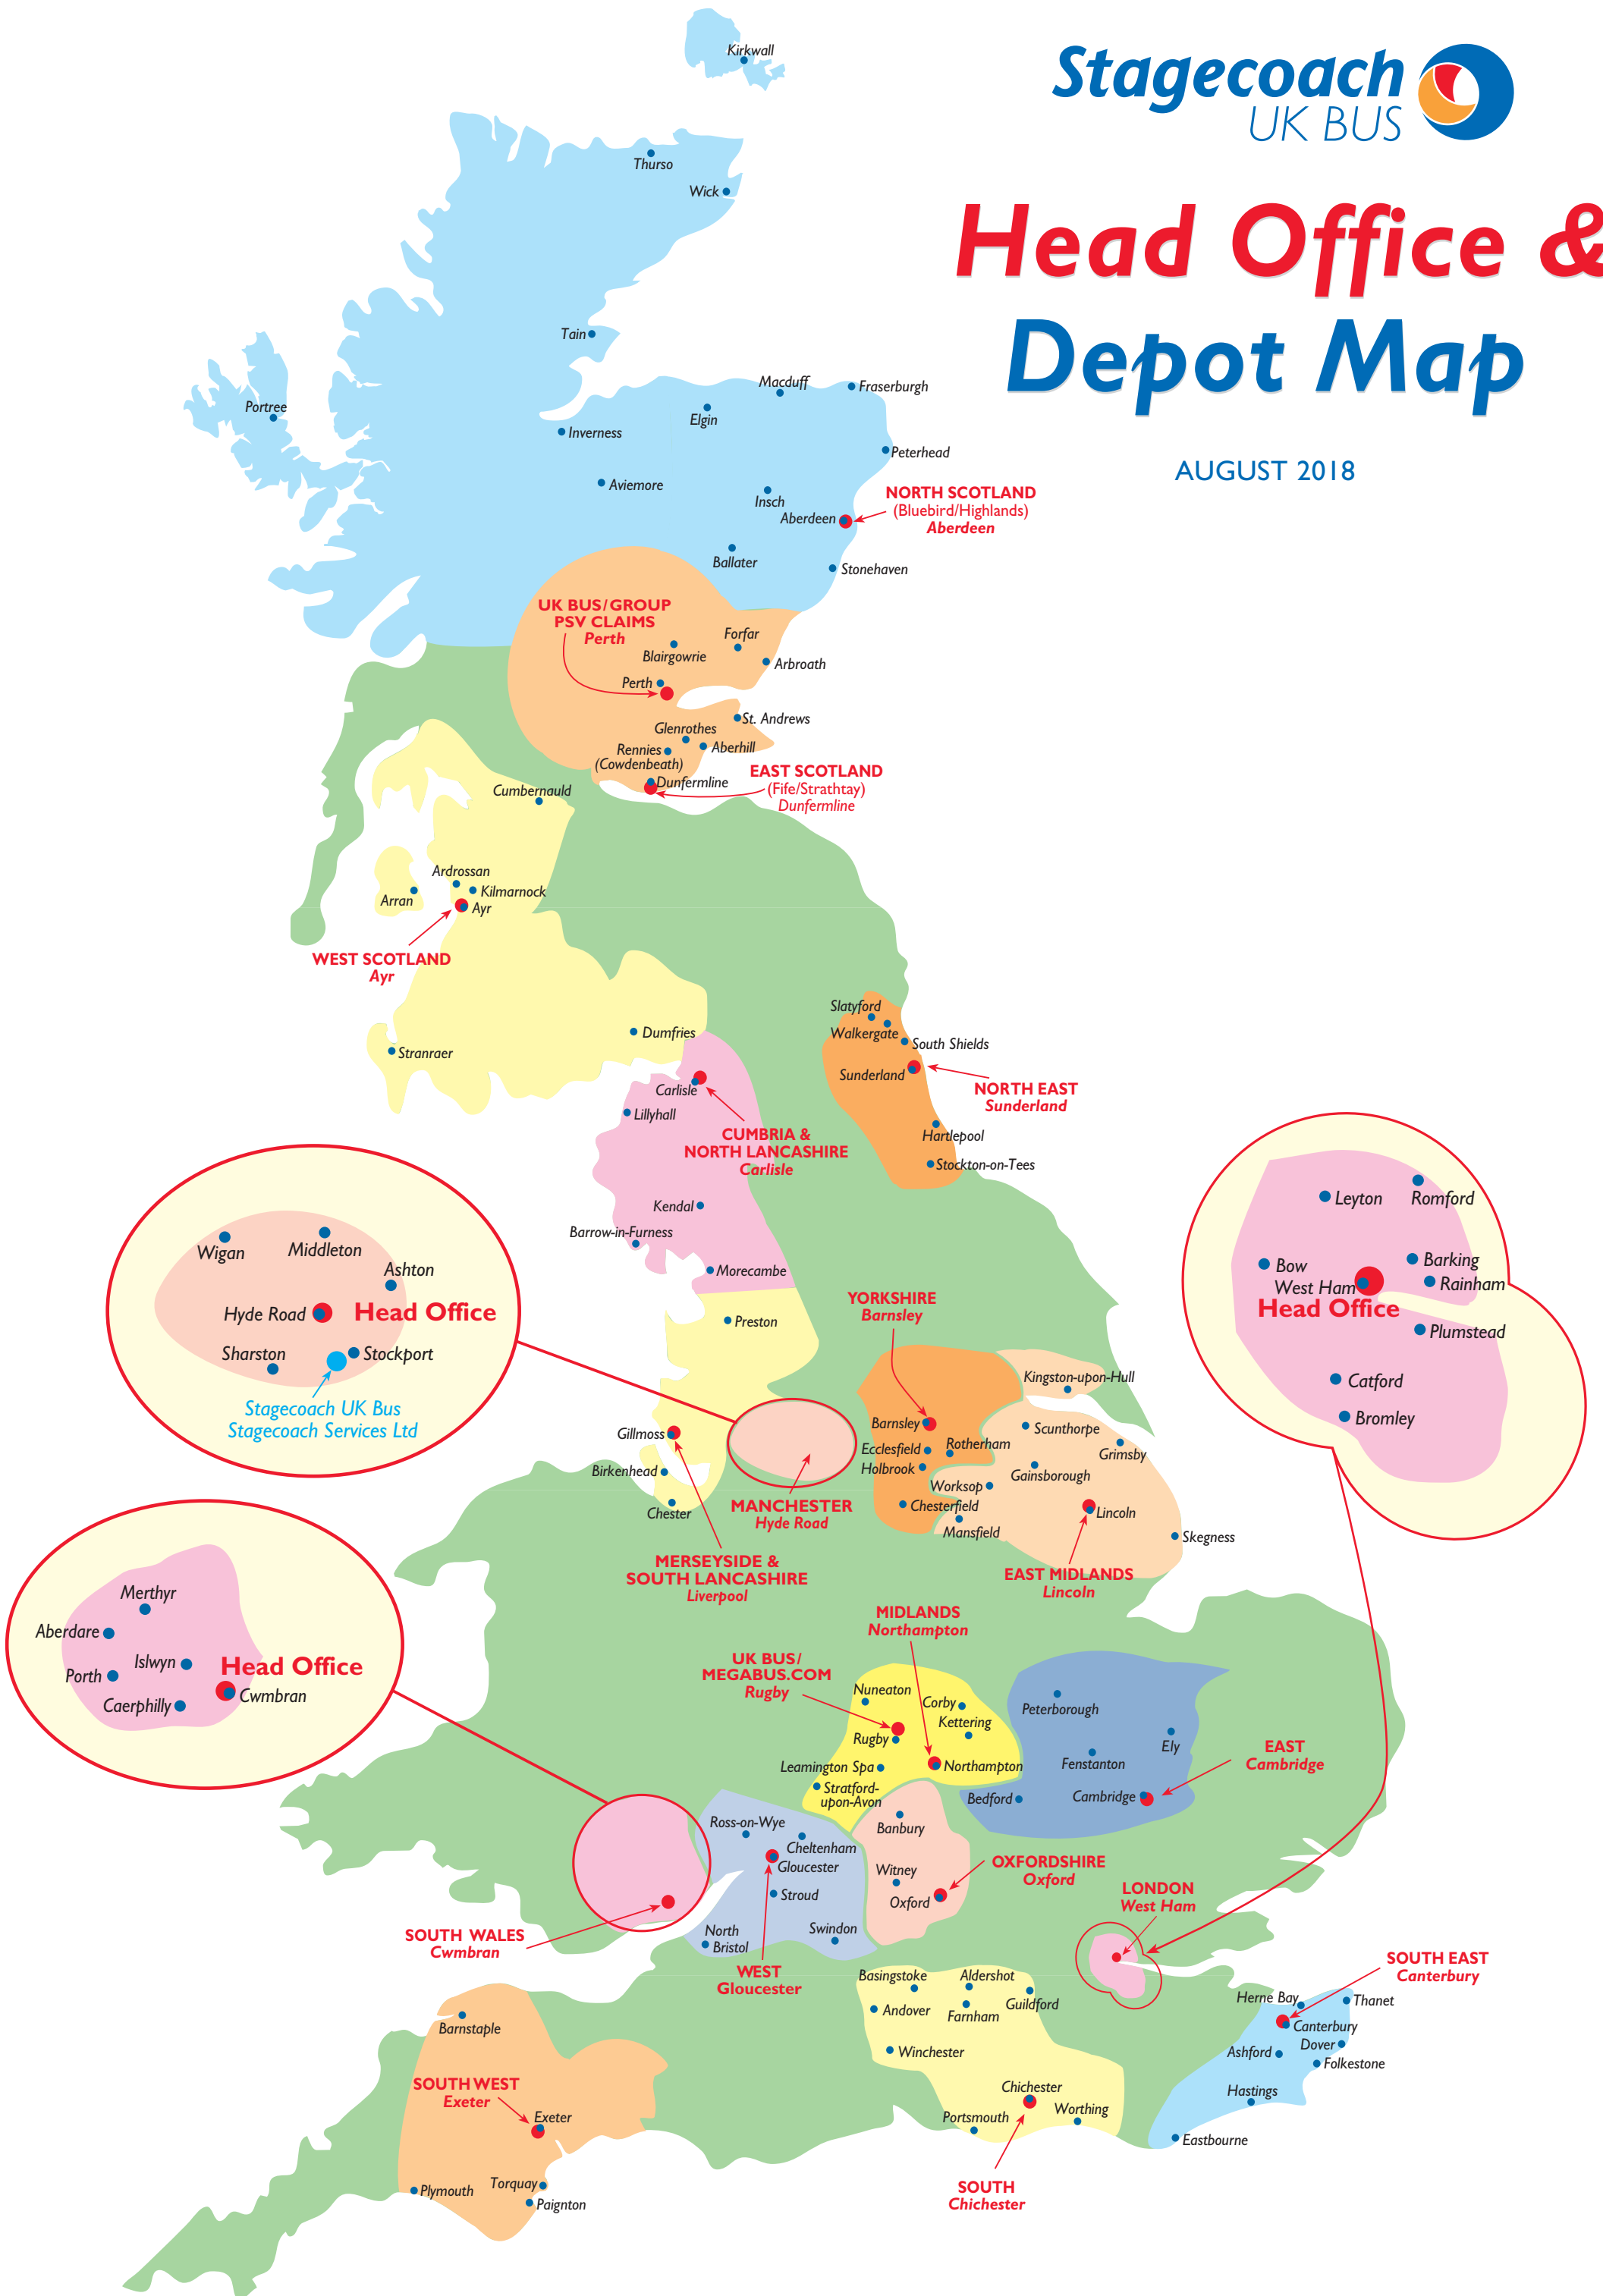 Stagecoach
UK BUS
Head Office &
Depot Map
AUGUST 2018
Kirkwall
Thurso
Wick
Tain
Portree
Macduff
Fraserburgh
Elgin
Inverness
Peterhead
Aviemore
Insch
NORTH SCOTLAND
(Bluebird/Highlands)
Aberdeen
Aberdeen
Ballater
Stonehaven
UK BUS/GROUP
PSV CLAIMS
Perth
Forfar
Blairgowrie
Arbroath
Perth
St. Andrews
Glenrothes
Rennies
(Cowdenbeath)
Aberhill
Dunfermline
EAST SCOTLAND
(Fife/Strathtay)
Dunfermline
Cumbernauld
Ardrossan
Kilmarnock
Arran
Ayr
WEST SCOTLAND
Ayr
Dumfries
Stranraer
Slatyford
Walkergate
South Shields
Sunderland
NORTH EAST
Sunderland
Hartlepool
Stockton-on-Tees
Carlisle
Lillyhall
CUMBRIA &
NORTH LANCASHIRE
Carlisle
Kendal
Barrow-in-Furness
Morecambe
Wigan
Middleton
Ashton
Hyde Road
Head Office
Sharston
Stockport
Stagecoach UK Bus
Stagecoach Services Ltd
Leyton
Romford
Bow
Barking
West Ham
Rainham
Head Office
Plumstead
Catford
Bromley
Preston
YORKSHIRE
Barnsley
Kingston-upon-Hull
Gillmoss
Barnsley
Scunthorpe
Grimsby
Ecclesfield
Rotherham
Holbrook
Gainsborough
Birkenhead
Worksop
Chester
Chesterfield
Lincoln
Mansfield
Skegness
MANCHESTER
Hyde Road
MERSEYSIDE &
SOUTH LANCASHIRE
Liverpool
EAST MIDLANDS
Lincoln
Merthyr
Aberdare
Islwyn
Porth
Head Office
Caerphilly
Cwmbran
MIDLANDS
Northampton
UK BUS/
MEGABUS.COM
Rugby
Nuneaton
Corby
Kettering
Rugby
Peterborough
Ely
Leamington Spa
Northampton
Fenstanton
EAST
Cambridge
Stratford-
upon-Avon
Bedford
Cambridge
Ross-on-Wye
Cheltenham
Gloucester
Banbury
Stroud
Witney
Oxford
OXFORDSHIRE
Oxford
LONDON
West Ham
SOUTH WALES
Cwmbran
North
Bristol
Swindon
WEST
Gloucester
SOUTH EAST
Canterbury
Basingstoke
Aldershot
Andover
Farnham
Guildford
Herne Bay
Thanet
Canterbury
Dover
Ashford
Folkestone
Winchester
Hastings
Barnstaple
SOUTH WEST
Exeter
Exeter
Chichester
Portsmouth
Worthing
Eastbourne
Plymouth
Torquay
Paignton
SOUTH
Chichester